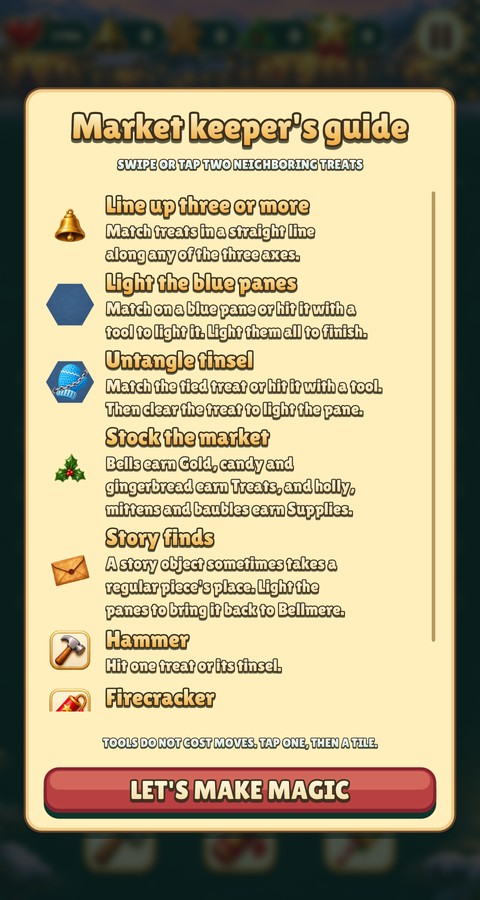 Market keeper's guide
SWIPE OR TAP TWO NEIGHBORING TREATS
Line up three or more
Match treats in a straight line
along any of the three axes.
Light the blue panes
Match on a blue pane or hit it with a
tool to light it. Light them all to finish.
Untangle tinsel
Match the tied treat or hit it with a tool.
Then clear the treat to light the pane.
Stock the market
Bells earn Gold, candy and
gingerbread earn Treats, and holly,
mittens and baubles earn Supplies.
Story finds
A story object sometimes takes a
regular piece's place. Light the
panes to bring it back to Bellmere.
Hammer
Hit one treat or its tinsel.
Firecracker
TOOLS DO NOT COST MOVES. TAP ONE, THEN A TILE.
LET'S MAKE MAGIC